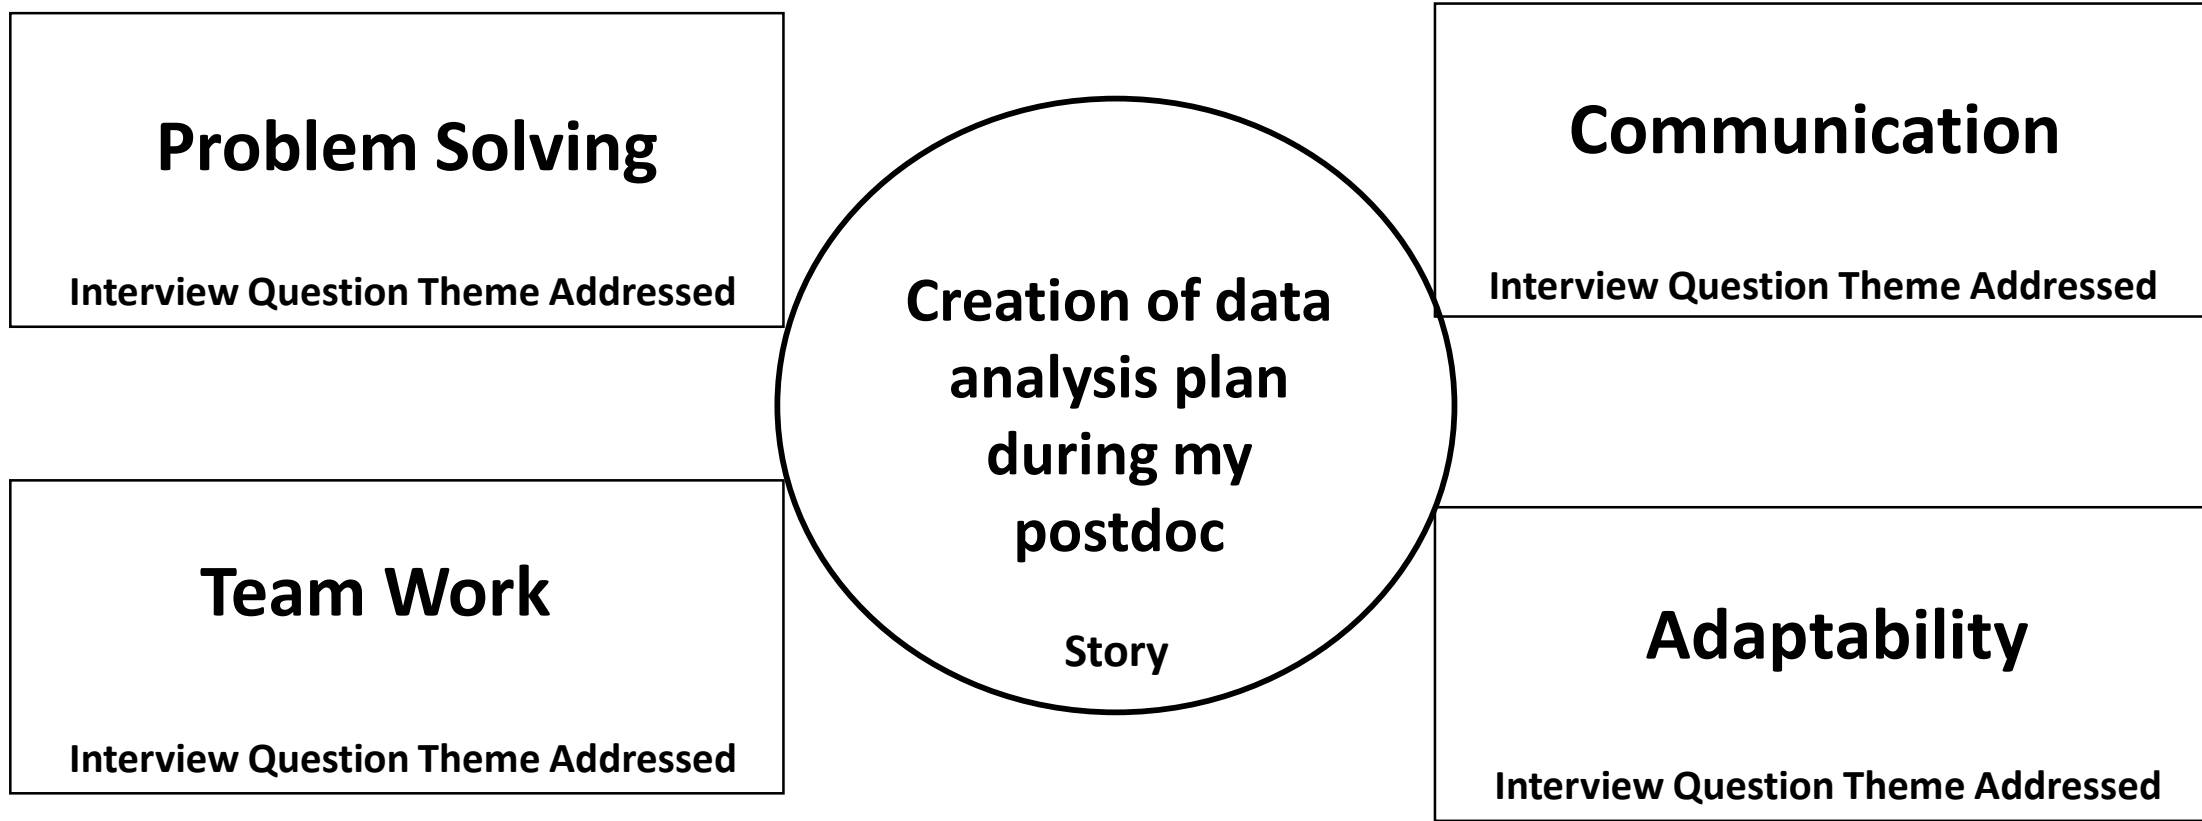 Problem Solving
Interview Question Theme Addressed
Communication
Interview Question Theme Addressed
Creation of data
analysis plan
during my
postdoc
Story
Team Work
Interview Question Theme Addressed
Adaptability
Interview Question Theme Addressed